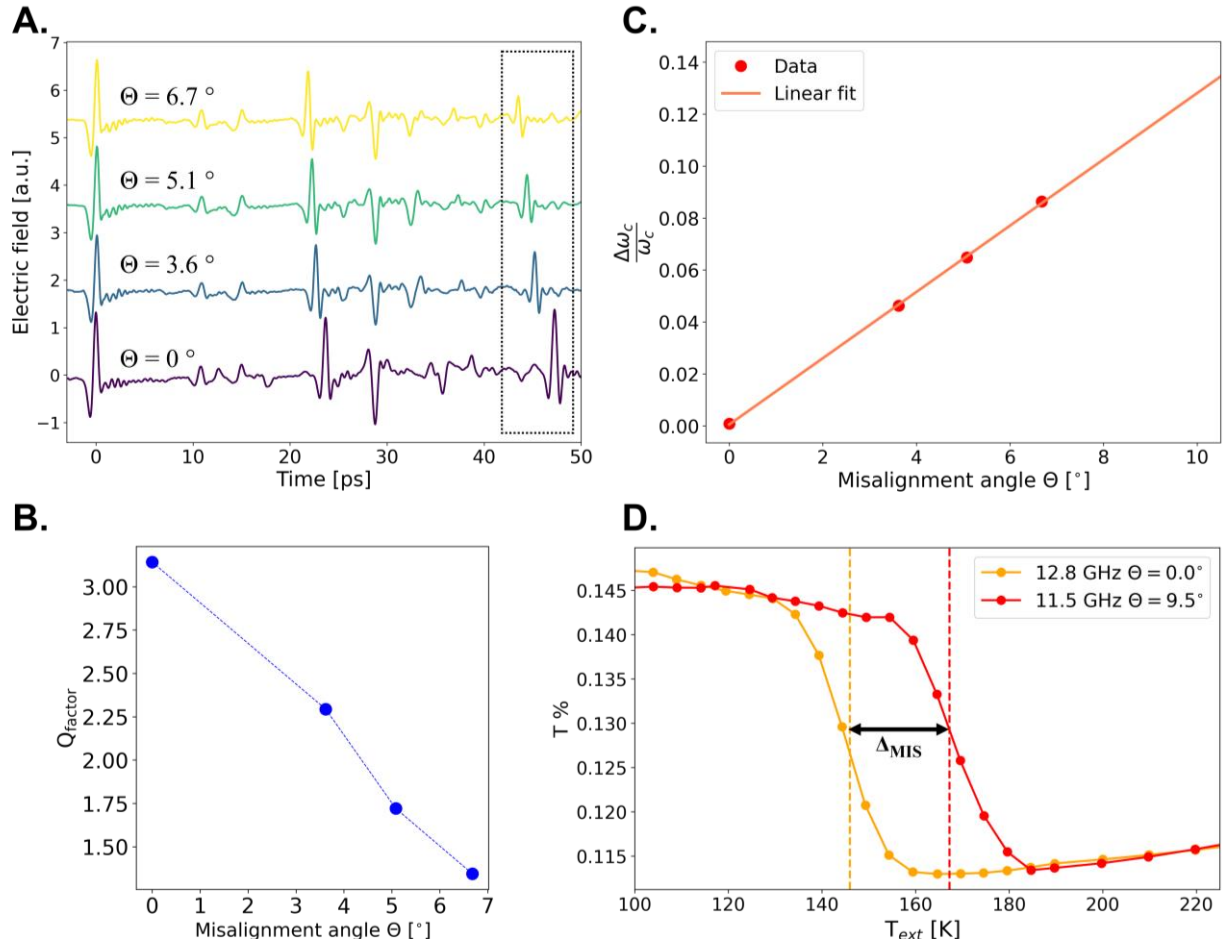 A.
Electric field [a.u.]
7
6
5
4
3
2
1
0
−1
Θ = 6.7 °
Θ = 5.1 °
Θ = 3.6 °
Θ = 0 °
0
10
20
30
40
50
Time [ps]
C.
Δω_c/ω_c
0.14
0.12
0.10
0.08
0.06
0.04
0.02
0.00
Data
Linear fit
0
2
4
6
8
10
Misalignment angle Θ [°]
B.
Q_factor
3.00
2.75
2.50
2.25
2.00
1.75
1.50
0
1
2
3
4
5
6
7
Misalignment angle Θ [°]
D.
T %
0.145
0.140
0.135
0.130
0.125
0.120
0.115
12.8 GHz Θ = 0.0°
11.5 GHz Θ = 9.5°
Δ_MIS
100
120
140
160
180
200
220
T_ext [K]